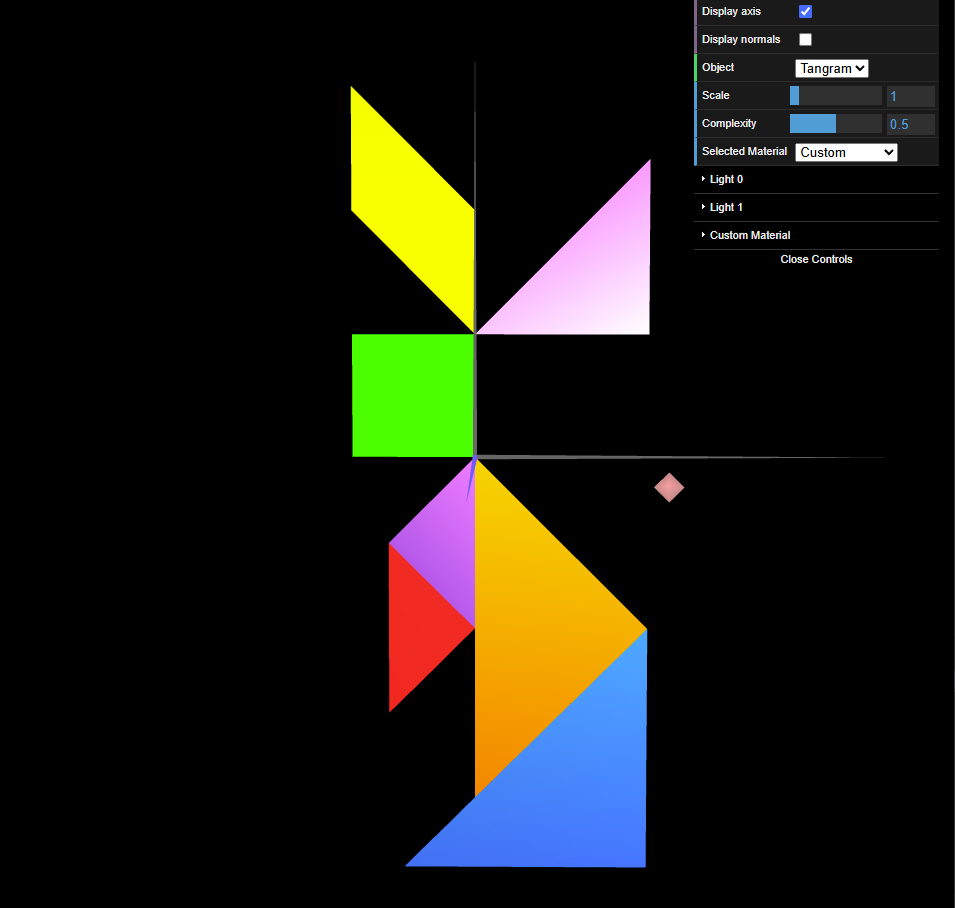 Display axis
Display normals
Object Tangram
Scale 1
Complexity 0.5
Selected Material Custom
Light 0
Light 1
Custom Material
Close Controls